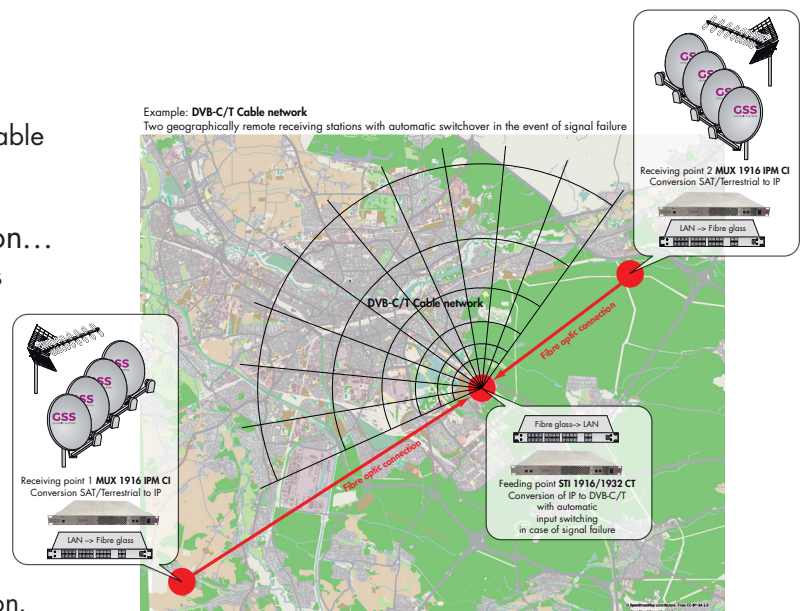 able
on...
s
on.
Example: DVB-C/T Cable network
Two geographically remote receiving stations with automatic switchover in the event of signal failure
GSS
GSS
GSS
GSS
Receiving point 2 MUX 1916 IPM CI
Conversion SAT/Terrestrial to IP
LAN –> Fibre glass
DVB-C/T Cable network
Fibre optic connection
GSS
GSS
GSS
GSS
Receiving point 1 MUX 1916 IPM CI
Conversion SAT/Terrestrial to IP
LAN –> Fibre glass
Fibre optic connection
Fibre glass–> LAN
Feeding point STI 1916/1932 CT
Conversion of IP to DVB-C/T
with automatic
input switching
in case of signal failure